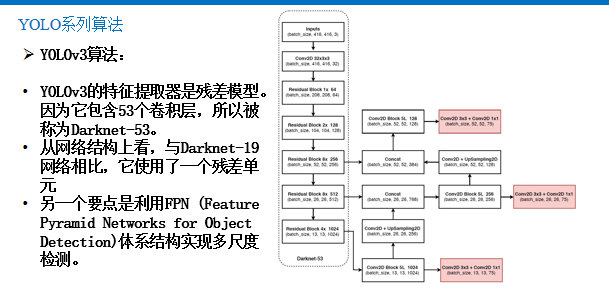 YOLO系列算法
➢ YOLOv3算法：
• YOLOv3的特征提取器是残差模型。
因为它包含53个卷积层，所以被
称为Darknet-53。
• 从网络结构上看，与Darknet-19
网络相比，它使用了一个残差单
元
• 另一个要点是利用FPN (Feature
Pyramid Networks for Object
Detection)体系结构实现多尺度
检测。
Inputs
(batch_size, 416, 416, 3)
Conv2D 32x3x3
(batch_size, 416, 416, 32)
Residual Block 1x 64
(batch_size, 208, 208, 64)
Residual Block 2x 128
(batch_size, 104, 104, 128)
Residual Block 8x 256
(batch_size, 52, 52, 256)
Residual Block 8x 512
(batch_size, 26, 26, 512)
Residual Block 4x 1024
(batch_size, 13, 13, 1024)
Darknet-53
Conv2D Block 5L 128
(batch_size, 52, 52, 128)
Conv2D 3x3 + Conv2D 1x1
(batch_size, 52, 52, 75)
Concat
(batch_size, 52, 52, 384)
Conv2D + UpSampling2D
(batch_size, 52, 52, 128)
Concat
(batch_size, 26, 26, 768)
Conv2D Block 5L 256
(batch_size, 26, 26, 256)
Conv2D 3x3 + Conv2D 1x1
(batch_size, 26, 26, 75)
Conv2D + UpSampling2D
(batch_size, 26, 26, 256)
Conv2D Block 5L 1024
(batch_size, 13, 13, 1024)
Conv2D 3x3 + Conv2D 1x1
(batch_size, 13, 13, 75)